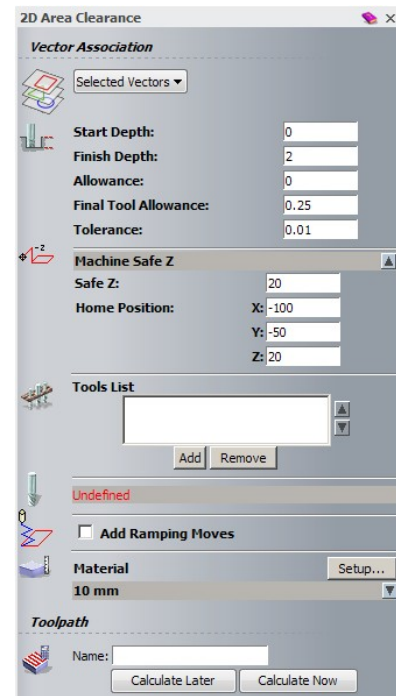 2D Area Clearance
Vector Association
Selected Vectors
Start Depth: 0
Finish Depth: 2
Allowance: 0
Final Tool Allowance: 0.25
Tolerance: 0.01
-z
Machine Safe Z
Safe Z: 20
Home Position: X: -100
Y: -50
Z: 20
Tools List
Add Remove
Undefined
Add Ramping Moves
Material Setup...
10 mm
Toolpath
Name:
Calculate Later Calculate Now